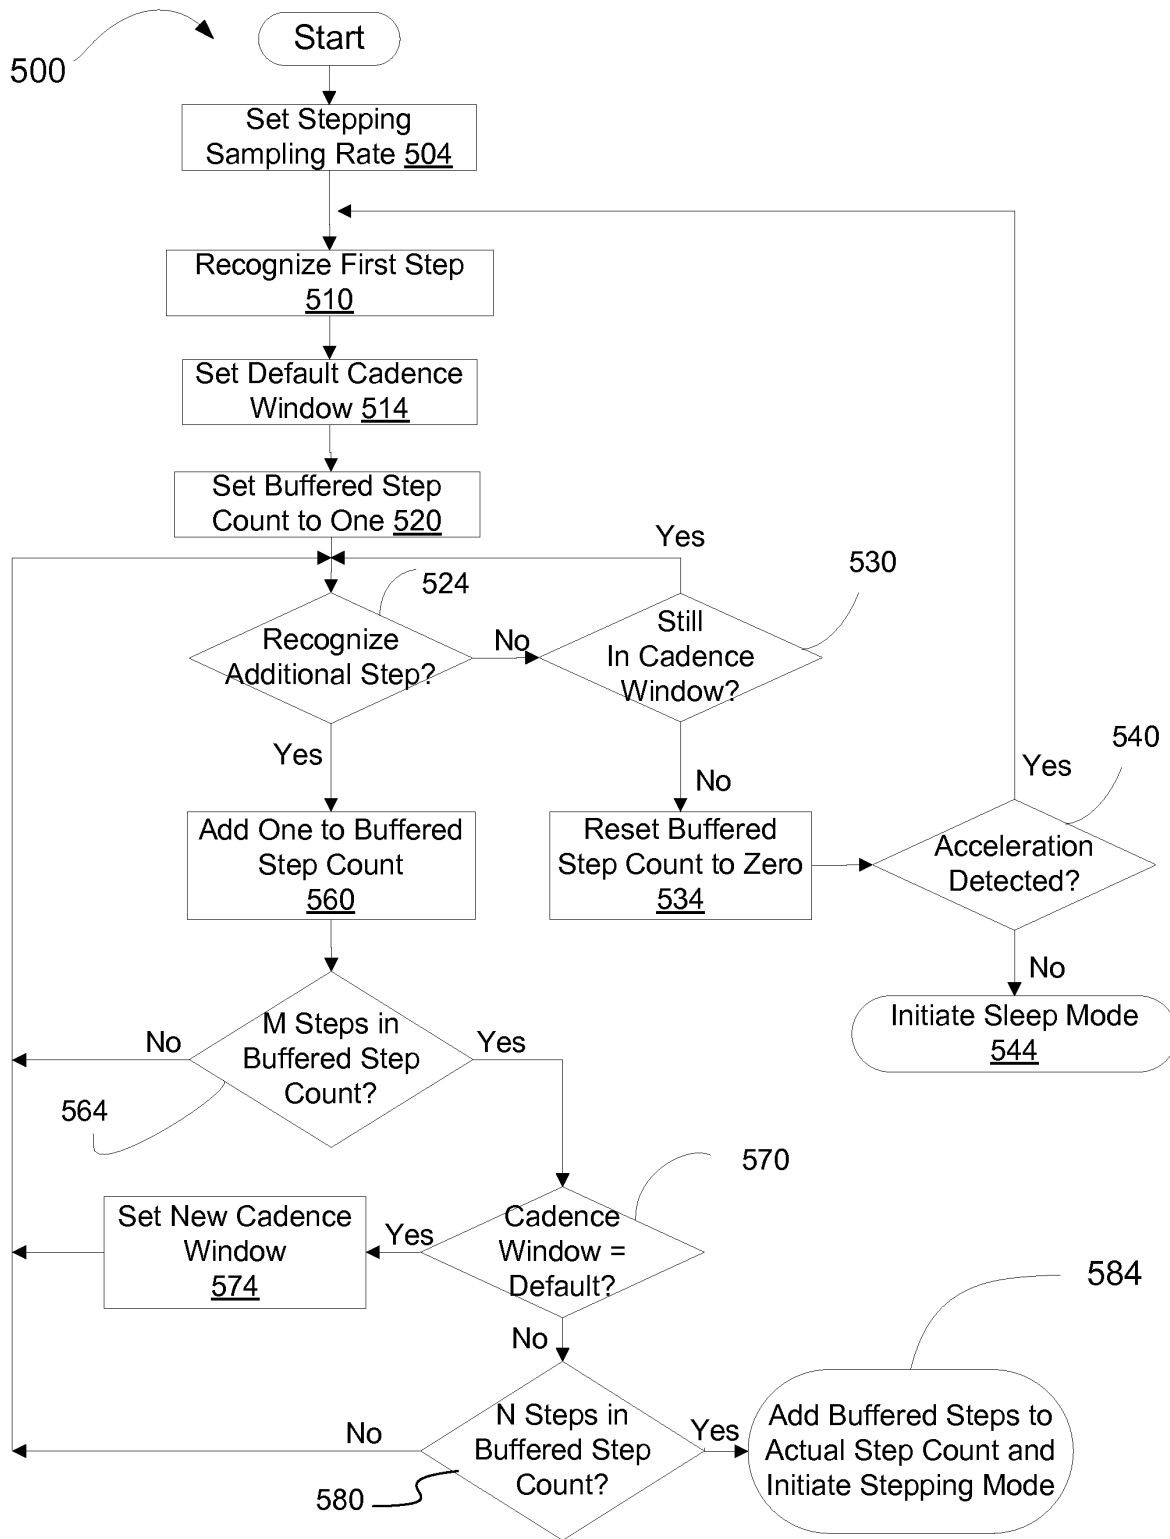 Start
500
Set Stepping
Sampling Rate 504
Recognize First Step
510
Set Default Cadence
Window 514
Set Buffered Step
Count to One 520
Yes
530
524
Recognize
Additional Step?
No
Still
In Cadence
Window?
Yes
No
540
Yes
Add One to Buffered
Step Count
560
Reset Buffered
Step Count to Zero
534
Acceleration
Detected?
No
Initiate Sleep Mode
544
No
M Steps in
Buffered Step
Count?
Yes
564
570
Set New Cadence
Window
574
Yes
Cadence
Window =
Default?
584
No
No
N Steps in
Buffered Step
Count?
Yes
580
Add Buffered Steps to
Actual Step Count and
Initiate Stepping Mode